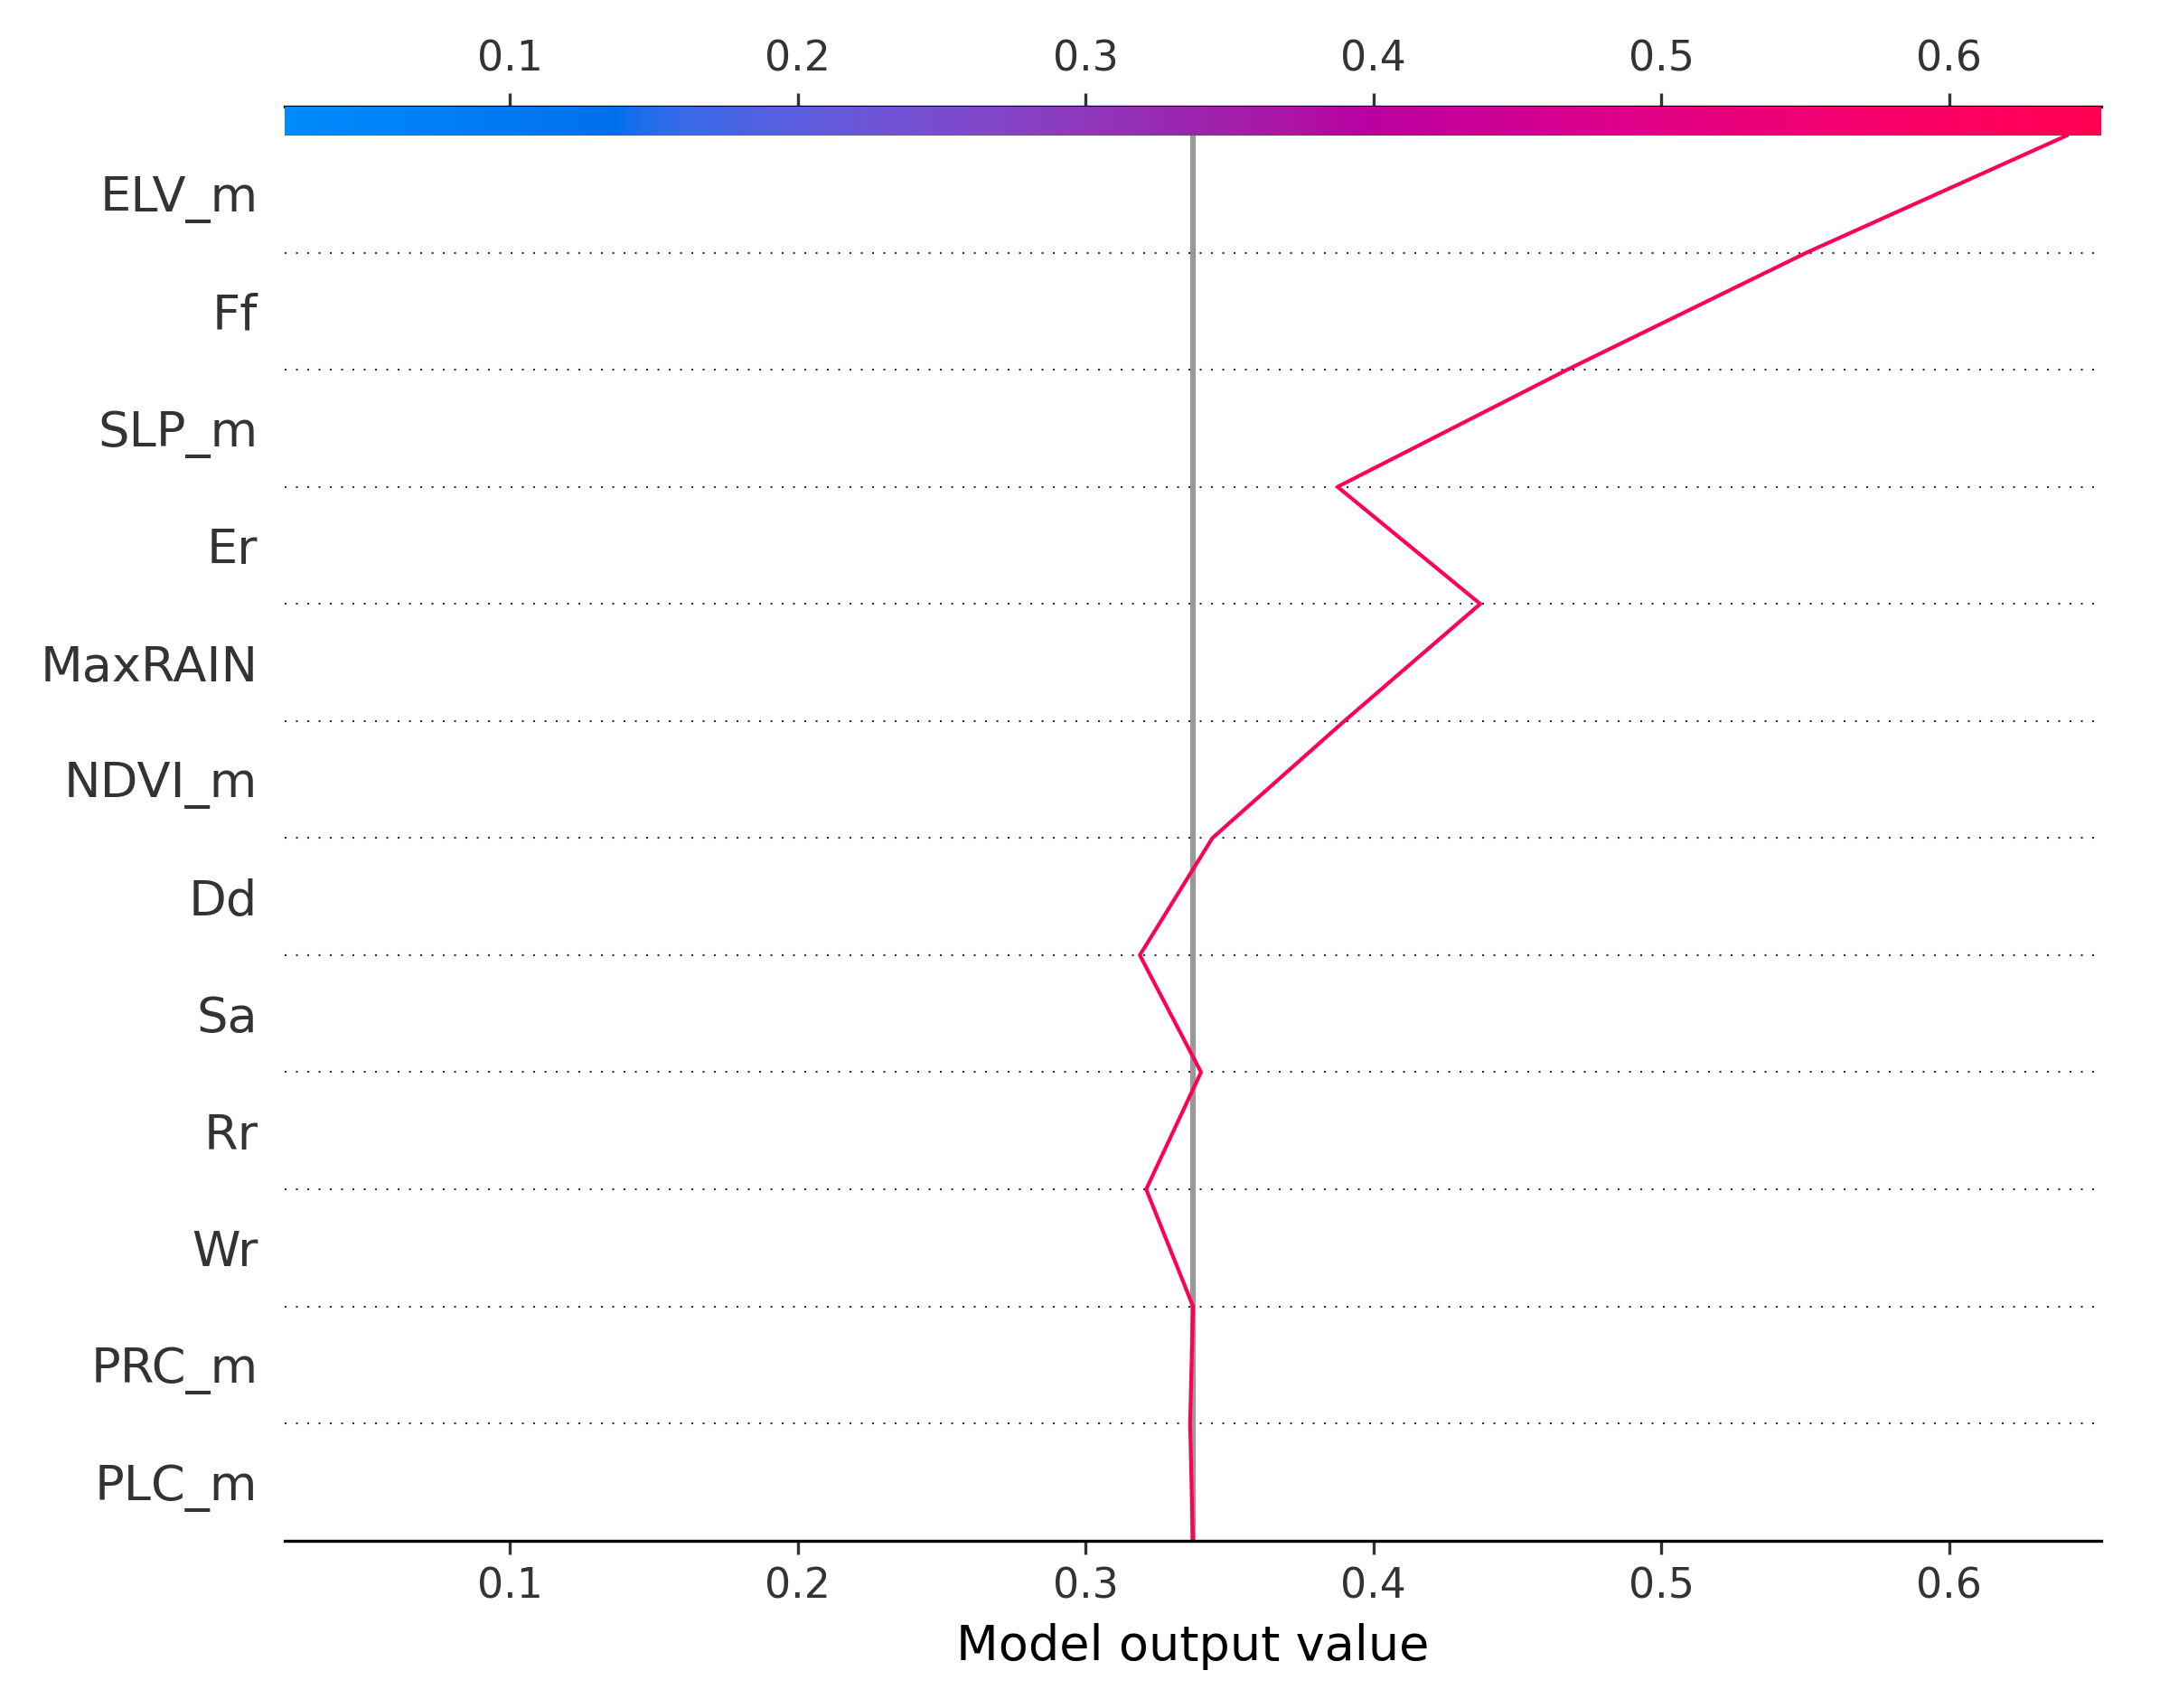 0.1 0.2 0.3 0.4 0.5 0.6
ELV_m
Ff
SLP_m
Er
MaxRAIN
NDVI_m
Dd
Sa
Rr
Wr
PRC_m
PLC_m
0.1 0.2 0.3 0.4 0.5 0.6
Model output value